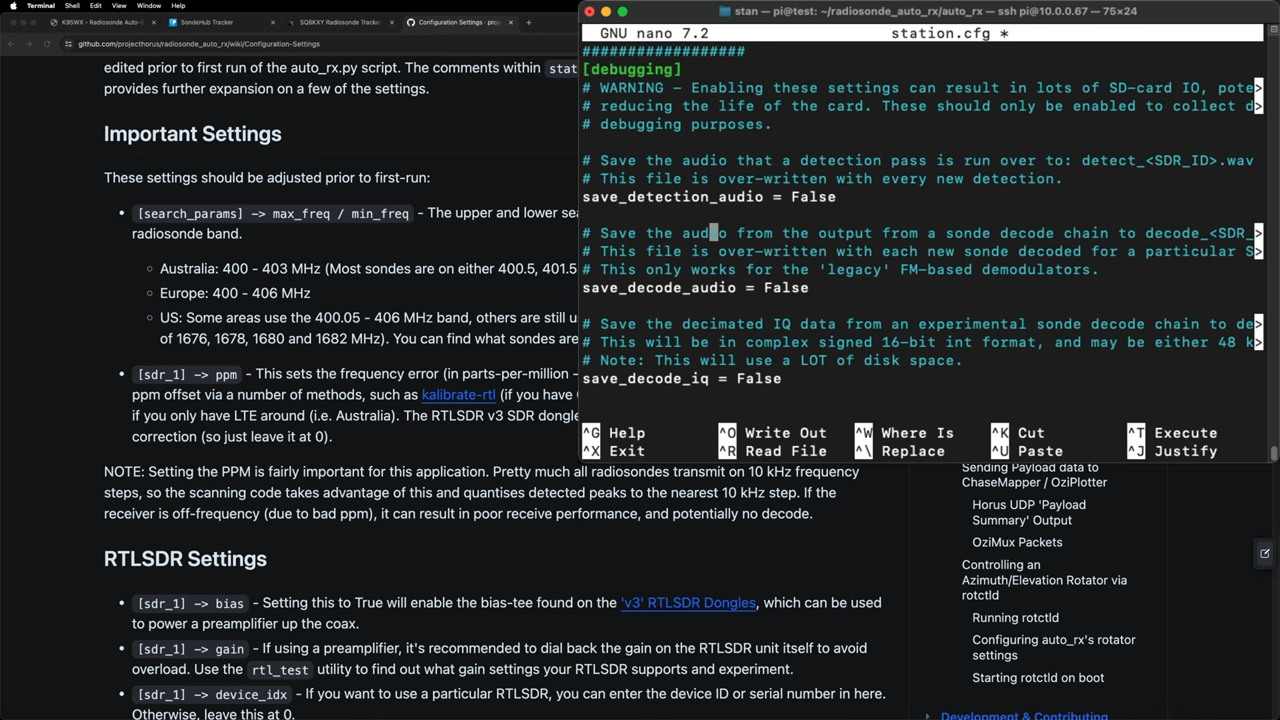 Terminal Shell Edit View Window Help
K9SWX - Radiosonde Auto-R
SondeHub Tracker
SQ6KXY Radiosonde Tracker
Configuration Settings · proje
github.com/projecthorus/radiosonde_auto_rx/wiki/Configuration-Settings
edited prior to first run of the auto_rx.py script. The comments within stat
provides further expansion on a few of the settings.
Important Settings
These settings should be adjusted prior to first-run:
[search_params] -> max_freq / min_freq - The upper and lower sea
radiosonde band.
Australia: 400 - 403 MHz (Most sondes are on either 400.5, 401.5
Europe: 400 - 406 MHz
US: Some areas use the 400.05 - 406 MHz band, others are still u
of 1676, 1678, 1680 and 1682 MHz). You can find what sondes are
[sdr_1] -> ppm - This sets the frequency error (in parts-per-million -
ppm offset via a number of methods, such as kalibrate-rtl (if you have
if you only have LTE around (i.e. Australia). The RTLSDR v3 SDR dongle
correction (so just leave it at 0).
NOTE: Setting the PPM is fairly important for this application. Pretty much all radiosondes transmit on 10 kHz frequency
steps, so the scanning code takes advantage of this and quantises detected peaks to the nearest 10 kHz step. If the
receiver is off-frequency (due to bad ppm), it can result in poor receive performance, and potentially no decode.
RTLSDR Settings
[sdr_1] -> bias - Setting this to True will enable the bias-tee found on the 'v3' RTLSDR Dongles, which can be used
to power a preamplifier up the coax.
[sdr_1] -> gain - If using a preamplifier, it's recommended to dial back the gain on the RTLSDR unit itself to avoid
overload. Use the rtl_test utility to find out what gain settings your RTLSDR supports and experiment.
[sdr_1] -> device_idx - If you want to use a particular RTLSDR, you can enter the device ID or serial number in here.
Otherwise, leave this at 0.
stan — pi@test: ~/radiosonde_auto_rx/auto_rx — ssh pi@10.0.0.67 — 75×24
GNU nano 7.2 station.cfg *
##################
[debugging]
# WARNING - Enabling these settings can result in lots of SD-card IO, pote>
# reducing the life of the card. These should only be enabled to collect d>
# debugging purposes.
# Save the audio that a detection pass is run over to: detect_<SDR_ID>.wav
# This file is over-written with every new detection.
save_detection_audio = False
# Save the audio from the output from a sonde decode chain to decode_<SDR_>
# This file is over-written with each new sonde decoded for a particular S>
# This only works for the 'legacy' FM-based demodulators.
save_decode_audio = False
# Save the decimated IQ data from an experimental sonde decode chain to de>
# This will be in complex signed 16-bit int format, and may be either 48 k>
# Note: This will use a LOT of disk space.
save_decode_iq = False
^G Help ^O Write Out ^W Where Is ^K Cut ^T Execute
^X Exit ^R Read File ^\ Replace ^U Paste ^J Justify
Sending Payload data to
ChaseMapper / OziPlotter
Horus UDP 'Payload
Summary' Output
OziMux Packets
Controlling an
Azimuth/Elevation Rotator via
rotctld
Running rotctld
Configuring auto_rx's rotator
settings
Starting rotctld on boot
Development & Contributing